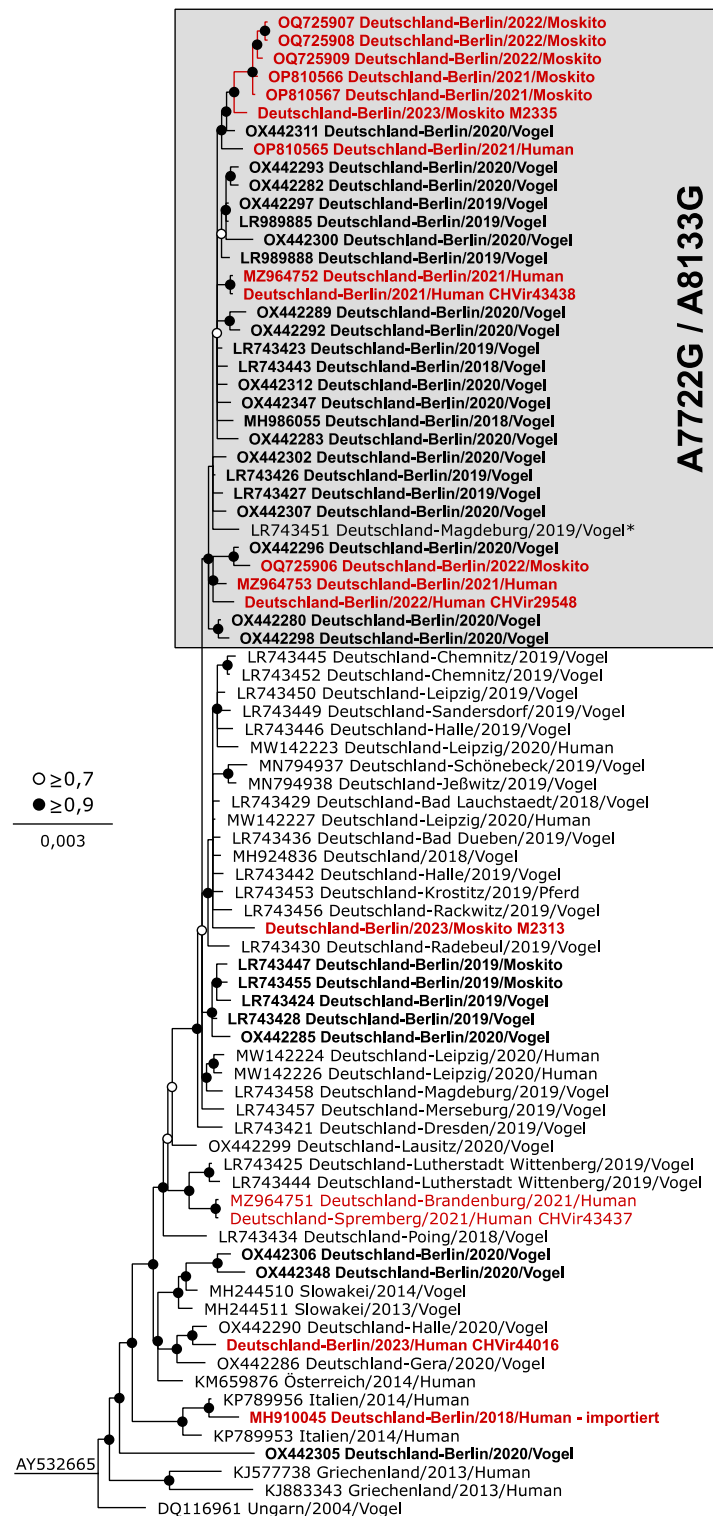 OQ725907 Deutschland-Berlin/2022/Moskito
OQ725908 Deutschland-Berlin/2022/Moskito
OQ725909 Deutschland-Berlin/2022/Moskito
OP810566 Deutschland-Berlin/2021/Moskito
OP810567 Deutschland-Berlin/2021/Moskito
Deutschland-Berlin/2023/Moskito M2335
OX442311 Deutschland-Berlin/2020/Vogel
OP810565 Deutschland-Berlin/2021/Human
OX442293 Deutschland-Berlin/2020/Vogel
OX442282 Deutschland-Berlin/2020/Vogel
OX442297 Deutschland-Berlin/2019/Vogel
LR989885 Deutschland-Berlin/2019/Vogel
OX442300 Deutschland-Berlin/2020/Vogel
LR989888 Deutschland-Berlin/2019/Vogel
MZ964752 Deutschland-Berlin/2021/Human
Deutschland-Berlin/2021/Human CHVir43438
OX442289 Deutschland-Berlin/2020/Vogel
OX442292 Deutschland-Berlin/2020/Vogel
LR743423 Deutschland-Berlin/2019/Vogel
LR743443 Deutschland-Berlin/2018/Vogel
OX442312 Deutschland-Berlin/2020/Vogel
OX442347 Deutschland-Berlin/2020/Vogel
MH986055 Deutschland-Berlin/2018/Vogel
OX442283 Deutschland-Berlin/2020/Vogel
OX442302 Deutschland-Berlin/2020/Vogel
LR743426 Deutschland-Berlin/2019/Vogel
LR743427 Deutschland-Berlin/2019/Vogel
OX442307 Deutschland-Berlin/2020/Vogel
LR743451 Deutschland-Magdeburg/2019/Vogel*
OX442296 Deutschland-Berlin/2020/Vogel
OQ725906 Deutschland-Berlin/2022/Moskito
MZ964753 Deutschland-Berlin/2021/Human
Deutschland-Berlin/2022/Human CHVir29548
OX442280 Deutschland-Berlin/2020/Vogel
OX442298 Deutschland-Berlin/2020/Vogel
A7722G / A8133G
LR743445 Deutschland-Chemnitz/2019/Vogel
LR743452 Deutschland-Chemnitz/2019/Vogel
LR743450 Deutschland-Leipzig/2019/Vogel
LR743449 Deutschland-Sandersdorf/2019/Vogel
LR743446 Deutschland-Halle/2019/Vogel
MW142223 Deutschland-Leipzig/2020/Human
MN794937 Deutschland-Schönebeck/2019/Vogel
MN794938 Deutschland-Jeßwitz/2019/Vogel
LR743429 Deutschland-Bad Lauchstaedt/2018/Vogel
MW142227 Deutschland-Leipzig/2020/Human
LR743436 Deutschland-Bad Dueben/2019/Vogel
MH924836 Deutschland/2018/Vogel
LR743442 Deutschland-Halle/2019/Vogel
LR743453 Deutschland-Krostitz/2019/Pferd
LR743456 Deutschland-Rackwitz/2019/Vogel
Deutschland-Berlin/2023/Moskito M2313
LR743430 Deutschland-Radebeul/2019/Vogel
LR743447 Deutschland-Berlin/2019/Moskito
LR743455 Deutschland-Berlin/2019/Moskito
LR743424 Deutschland-Berlin/2019/Vogel
LR743428 Deutschland-Berlin/2019/Vogel
OX442285 Deutschland-Berlin/2020/Vogel
MW142224 Deutschland-Leipzig/2020/Human
MW142226 Deutschland-Leipzig/2020/Human
LR743458 Deutschland-Magdeburg/2019/Vogel
LR743457 Deutschland-Merseburg/2019/Vogel
LR743421 Deutschland-Dresden/2019/Vogel
OX442299 Deutschland-Lausitz/2020/Vogel
LR743425 Deutschland-Lutherstadt Wittenberg/2019/Vogel
LR743444 Deutschland-Lutherstadt Wittenberg/2019/Vogel
MZ964751 Deutschland-Brandenburg/2021/Human
Deutschland-Spremberg/2021/Human CHVir43437
LR743434 Deutschland-Poing/2018/Vogel
OX442306 Deutschland-Berlin/2020/Vogel
OX442348 Deutschland-Berlin/2020/Vogel
MH244510 Slowakei/2014/Vogel
MH244511 Slowakei/2013/Vogel
OX442290 Deutschland-Halle/2020/Vogel
Deutschland-Berlin/2023/Human CHVir44016
OX442286 Deutschland-Gera/2020/Vogel
KM659876 Österreich/2014/Human
KP789956 Italien/2014/Human
MH910045 Deutschland-Berlin/2018/Human - importiert
KP789953 Italien/2014/Human
OX442305 Deutschland-Berlin/2020/Vogel
KJ577738 Griechenland/2013/Human
KJ883343 Griechenland/2013/Human
DQ116961 Ungarn/2004/Vogel
AY532665
≥0,7
≥0,9
0,003